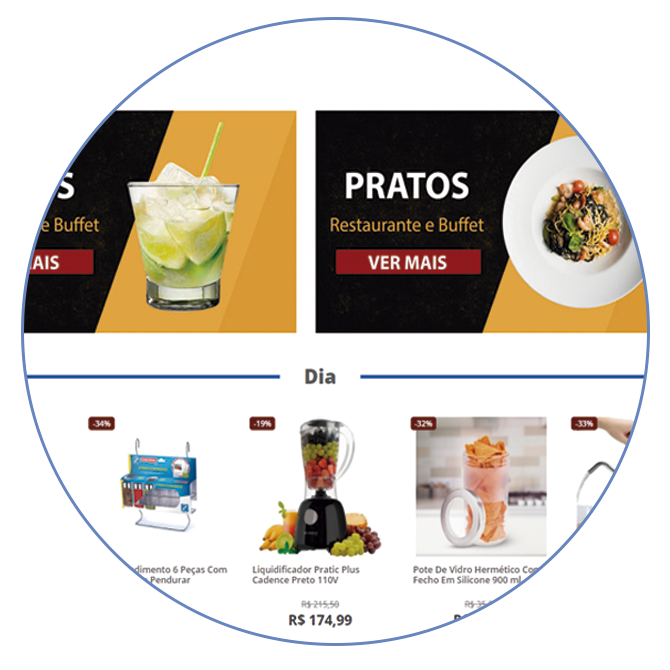 S
PRATOS
e Buffet
Restaurante e Buffet
AIS
VER MAIS
Dia
-34%
-19%
-32%
-33%
dimento 6 Peças Com
Pendurar
Liquidificador Pratic Plus
Cadence Preto 110V
Pote De Vidro Hermético Com
Fecho Em Silicone 900 ml
R$ 215,50
R$ 174,99
R$ 35